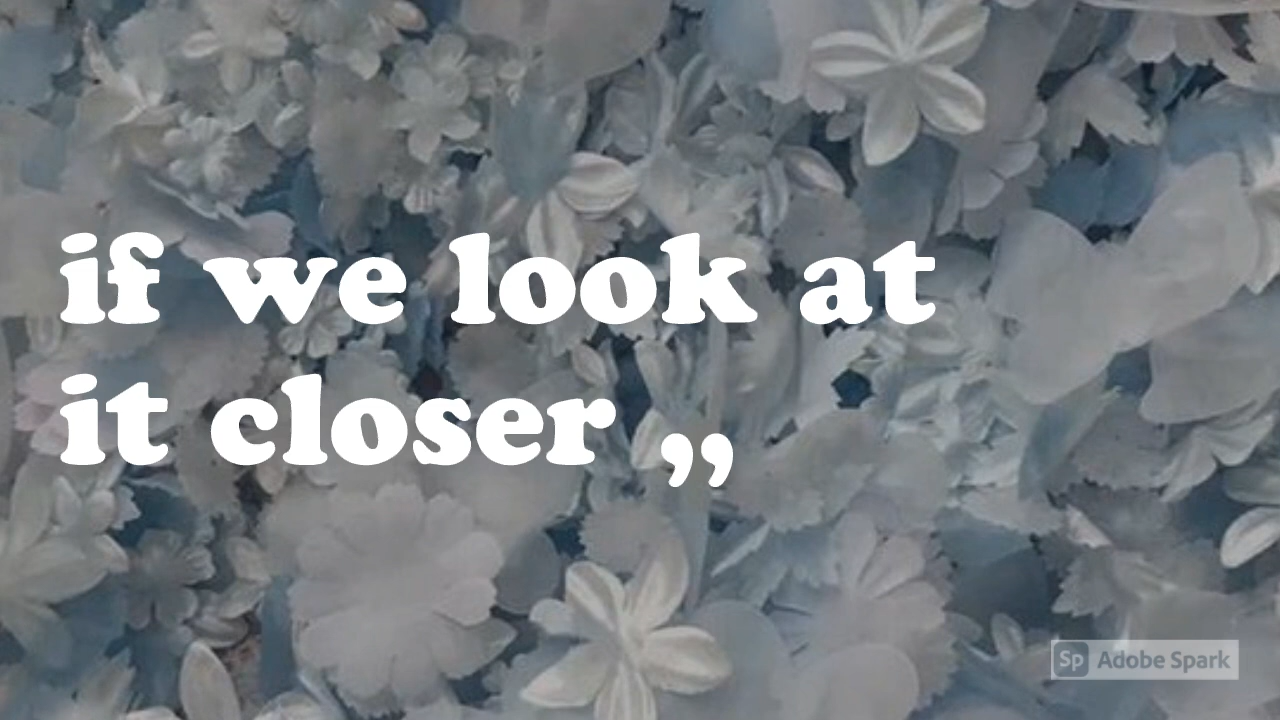 if we look at
it closer ,,
Sp Adobe Spark